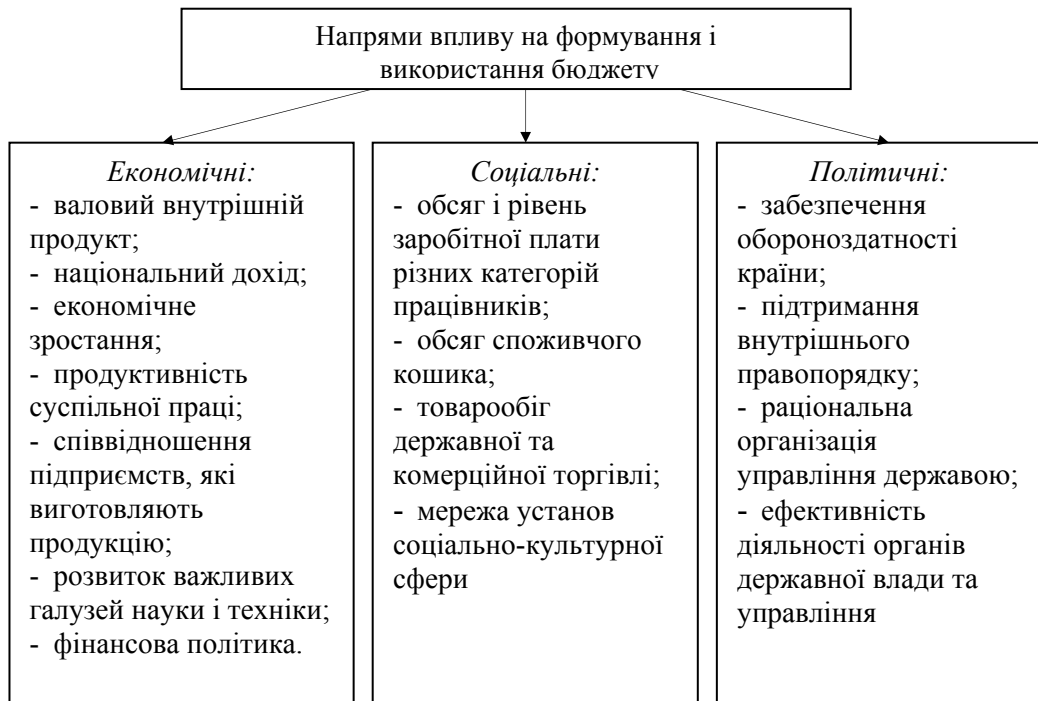 Напрями впливу на формування і
використання бюджету
Економічні:
- валовий внутрішній
продукт;
- національний дохід;
- економічне
зростання;
- продуктивність
суспільної праці;
- співвідношення
підприємств, які
виготовляють
продукцію;
- розвиток важливих
галузей науки і техніки;
- фінансова політика.
Соціальні:
- обсяг і рівень
заробітної плати
різних категорій
працівників;
- обсяг споживчого
кошика;
- товарообіг
державної та
комерційної торгівлі;
- мережа установ
соціально-культурної
сфери
Політичні:
- забезпечення
обороноздатності
країни;
- підтримання
внутрішнього
правопорядку;
- раціональна
організація
управління державою;
- ефективність
діяльності органів
державної влади та
управління